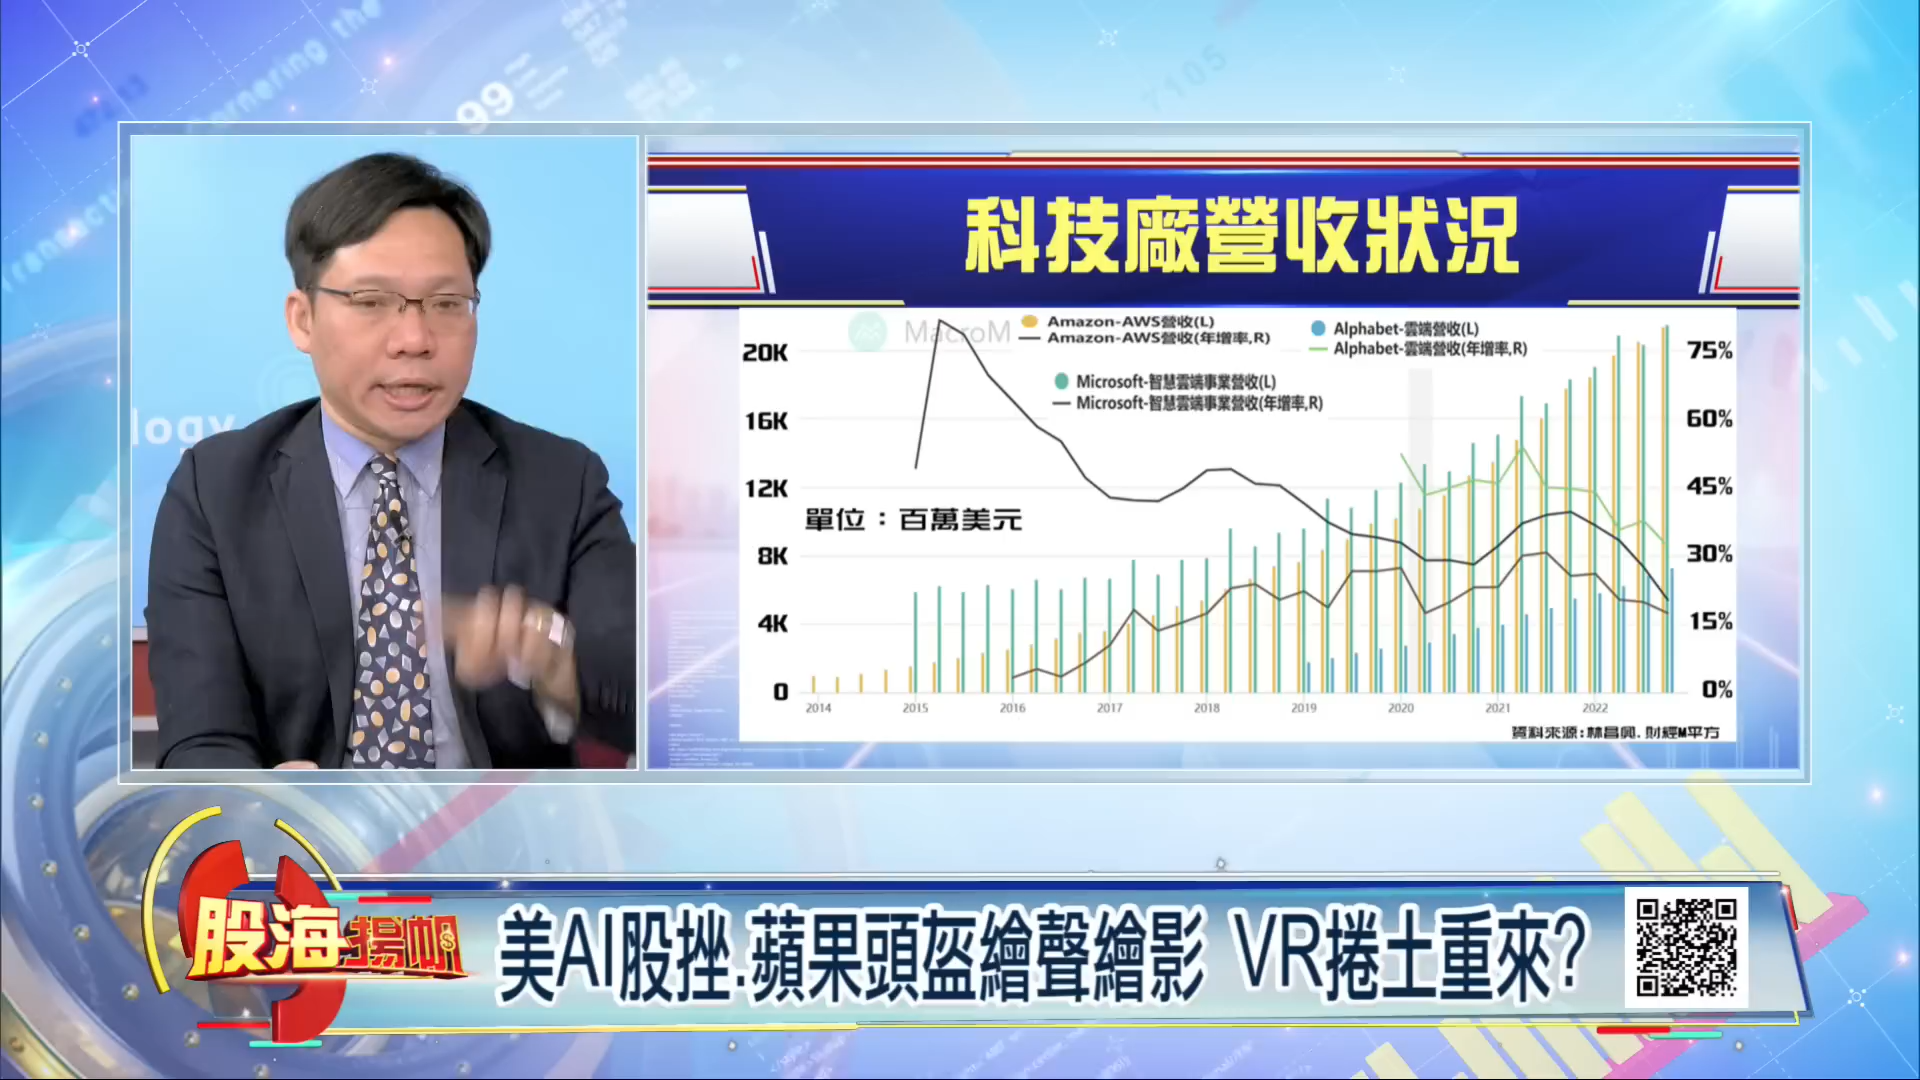 Cornering the
99
7105
logy
科技廠營收狀況
MacroM
Amazon-AWS營收(L)
Amazon-AWS營收(年增率,R)
Alphabet-雲端營收(L)
Alphabet-雲端營收(年增率,R)
Microsoft-智慧雲端事業營收(L)
Microsoft-智慧雲端事業營收(年增率,R)
單位：百萬美元
20K
16K
12K
8K
4K
0
75%
60%
45%
30%
15%
0%
2014 2015 2016 2017 2018 2019 2020 2021 2022
資料來源:林昌興.財經M平方
股海揚帆
美AI股挫.蘋果頭盔繪聲繪影 VR捲土重來?